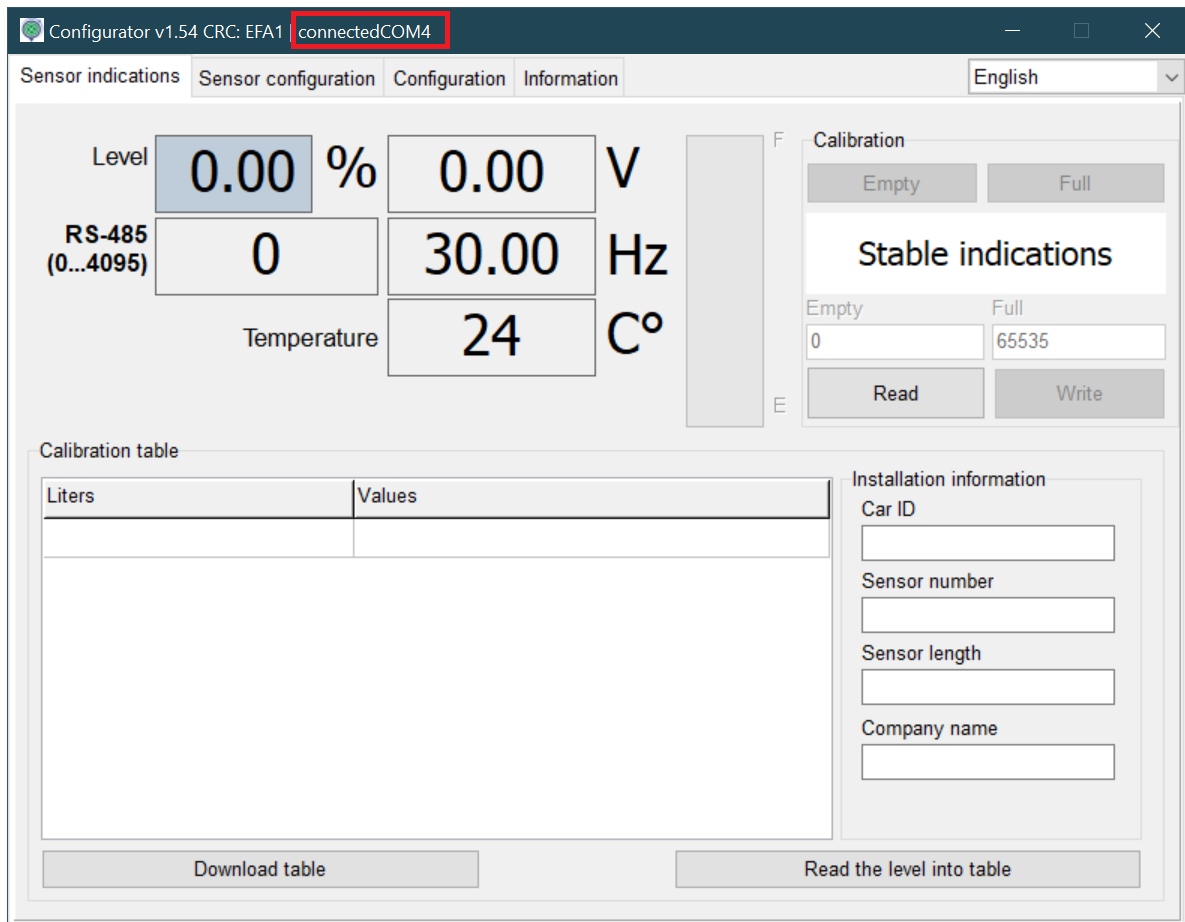 Configurator v1.54 CRC: EFA1 | connectedCOM4
Sensor indications Sensor configuration Configuration Information English
Level 0.00 % 0.00 V
RS-485
(0...4095)
0 30.00 Hz
Temperature 24 C°
F
E
Calibration
Empty Full
Stable indications
Empty Full
0 65535
Read Write
Calibration table
Liters Values
Installation information
Car ID
Sensor number
Sensor length
Company name
Download table Read the level into table